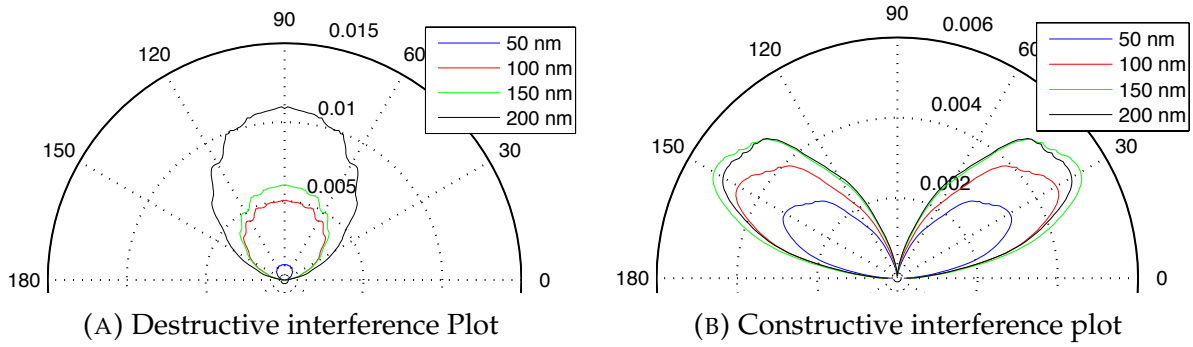 90
0.015
120
60
50 nm
100 nm
150 nm
200 nm
0.01
150
30
0.005
180
0
(A) Destructive interference Plot
90
0.006
120
50 nm
100 nm
150 nm
200 nm
0.004
150
30
0.002
180
0
(B) Constructive interference plot